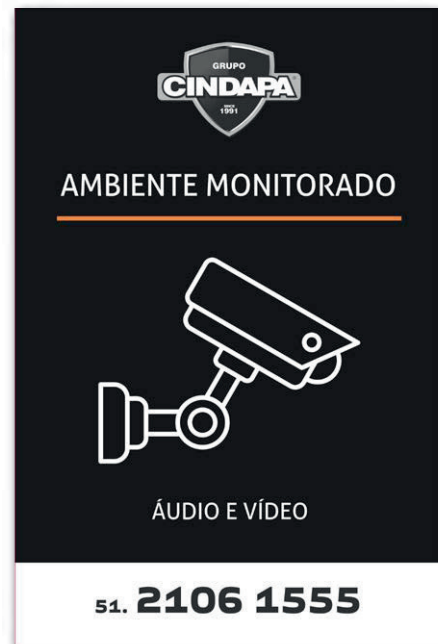 GRUPO
CINDAPA®
SINCE
1991
AMBIENTE MONITORADO
ÁUDIO E VÍDEO
51. 2106 1555